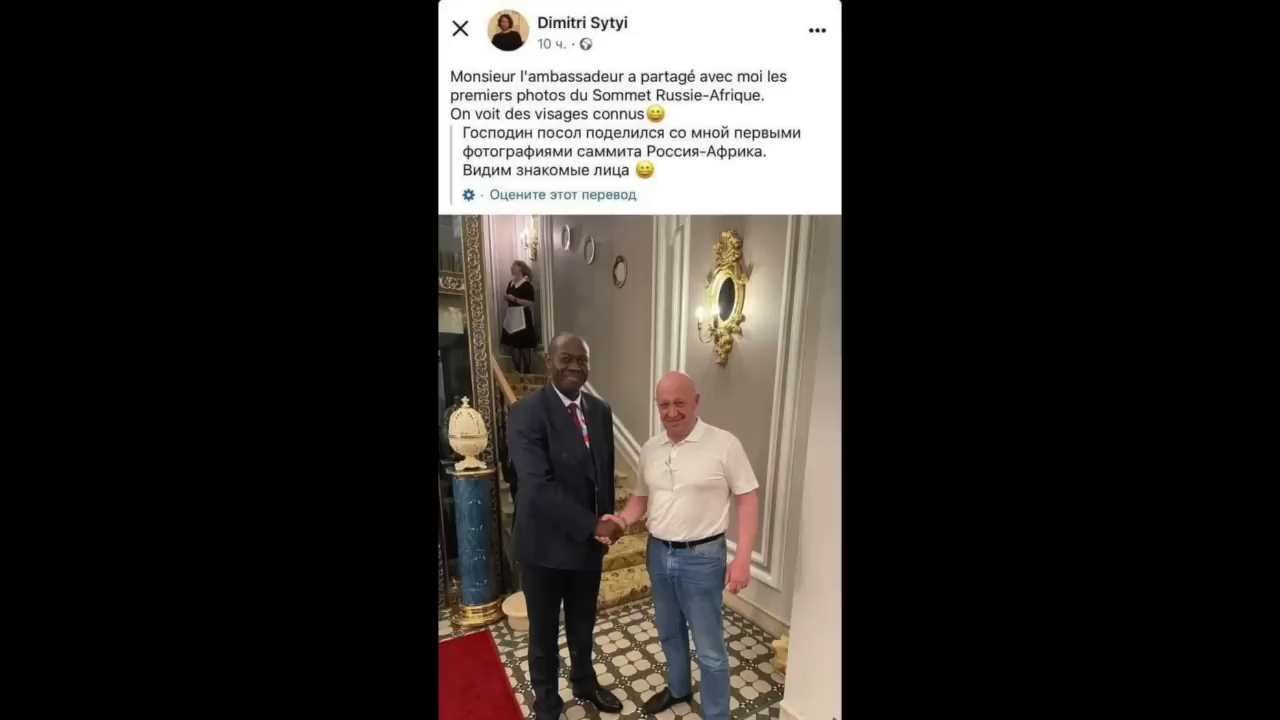 Dimitri Sytyi
10 ч. ·
Monsieur l'ambassadeur a partagé avec moi les
premiers photos du Sommet Russie-Afrique.
On voit des visages connus😀
Господин посол поделился со мной первыми
фотографиями саммита Россия-Африка.
Видим знакомые лица 😀
· Оцените этот перевод